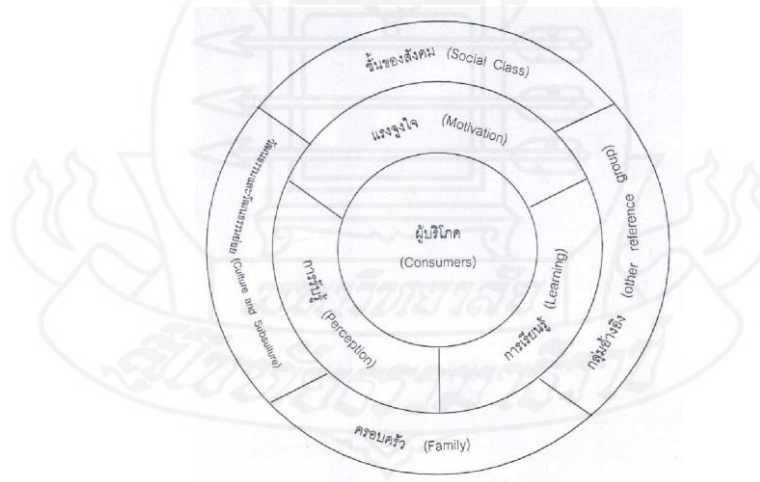 ชั้นของสังคม (Social Class)
แรงจูงใจ (Motivation)
ผู้บริโภค
(Consumers)
การรับรู้ (Perception)
การเรียนรู้ (Learning)
วัฒนธรรมและวัฒนธรรมย่อย (Culture and Subsulture)
กลุ่มอ้างอิง (other reference group)
ครอบครัว (Family)